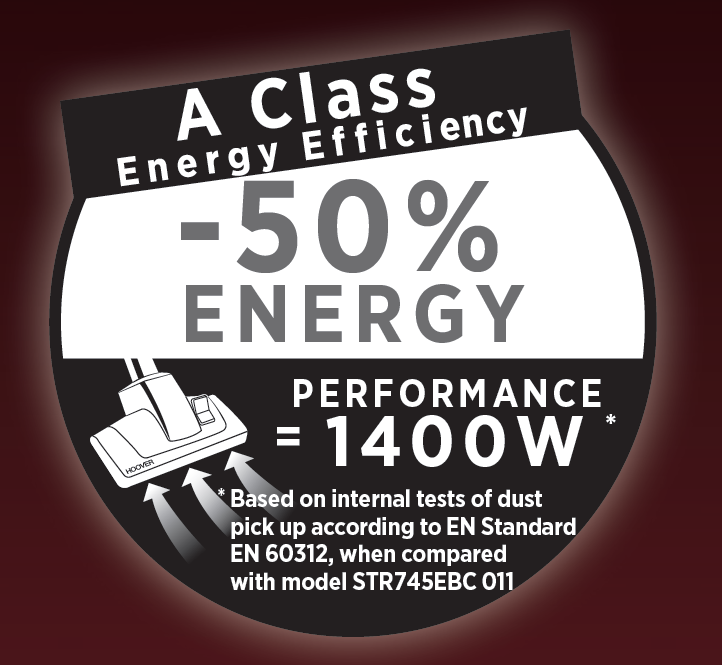 A Class
Energy Efficiency
-50%
ENERGY
PERFORMANCE
= 1400W *
HOOVER
* Based on internal tests of dust
pick up according to EN Standard
EN 60312, when compared
with model STR745EBC 011